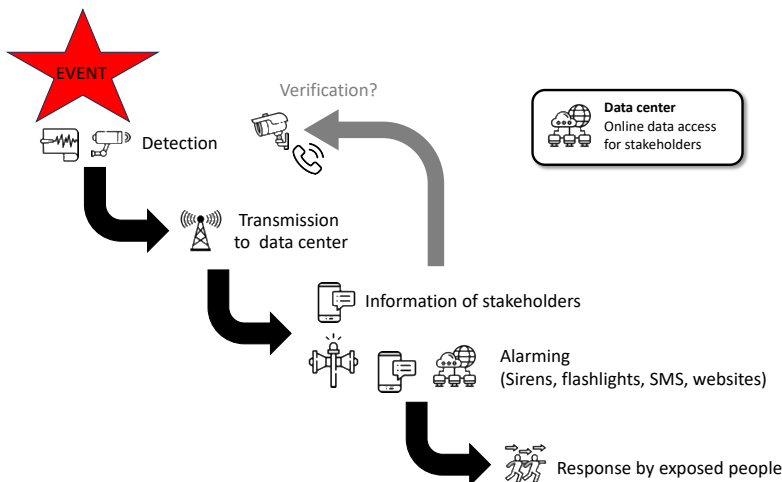 EVENT
Verification?
Data center
Online data access
for stakeholders
Detection
Transmission
to data center
Information of stakeholders
Alarming
(Sirens, flashlights, SMS, websites)
Response by exposed people